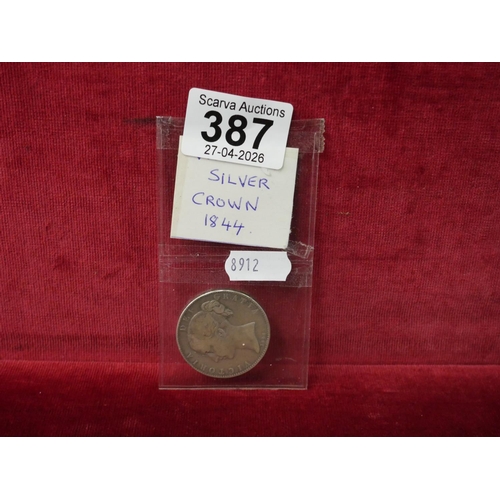 Scarva Auctions
387
27-04-2026
SILVER
CROWN
1844.
8912